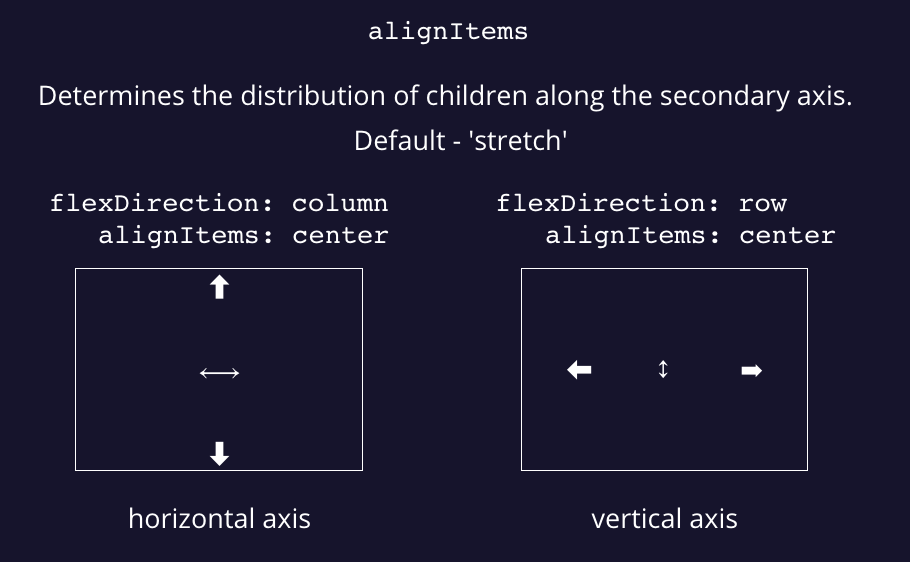 alignItems
Determines the distribution of children along the secondary axis.
Default - 'stretch'
flexDirection: column
alignItems: center
flexDirection: row
alignItems: center
horizontal axis
vertical axis